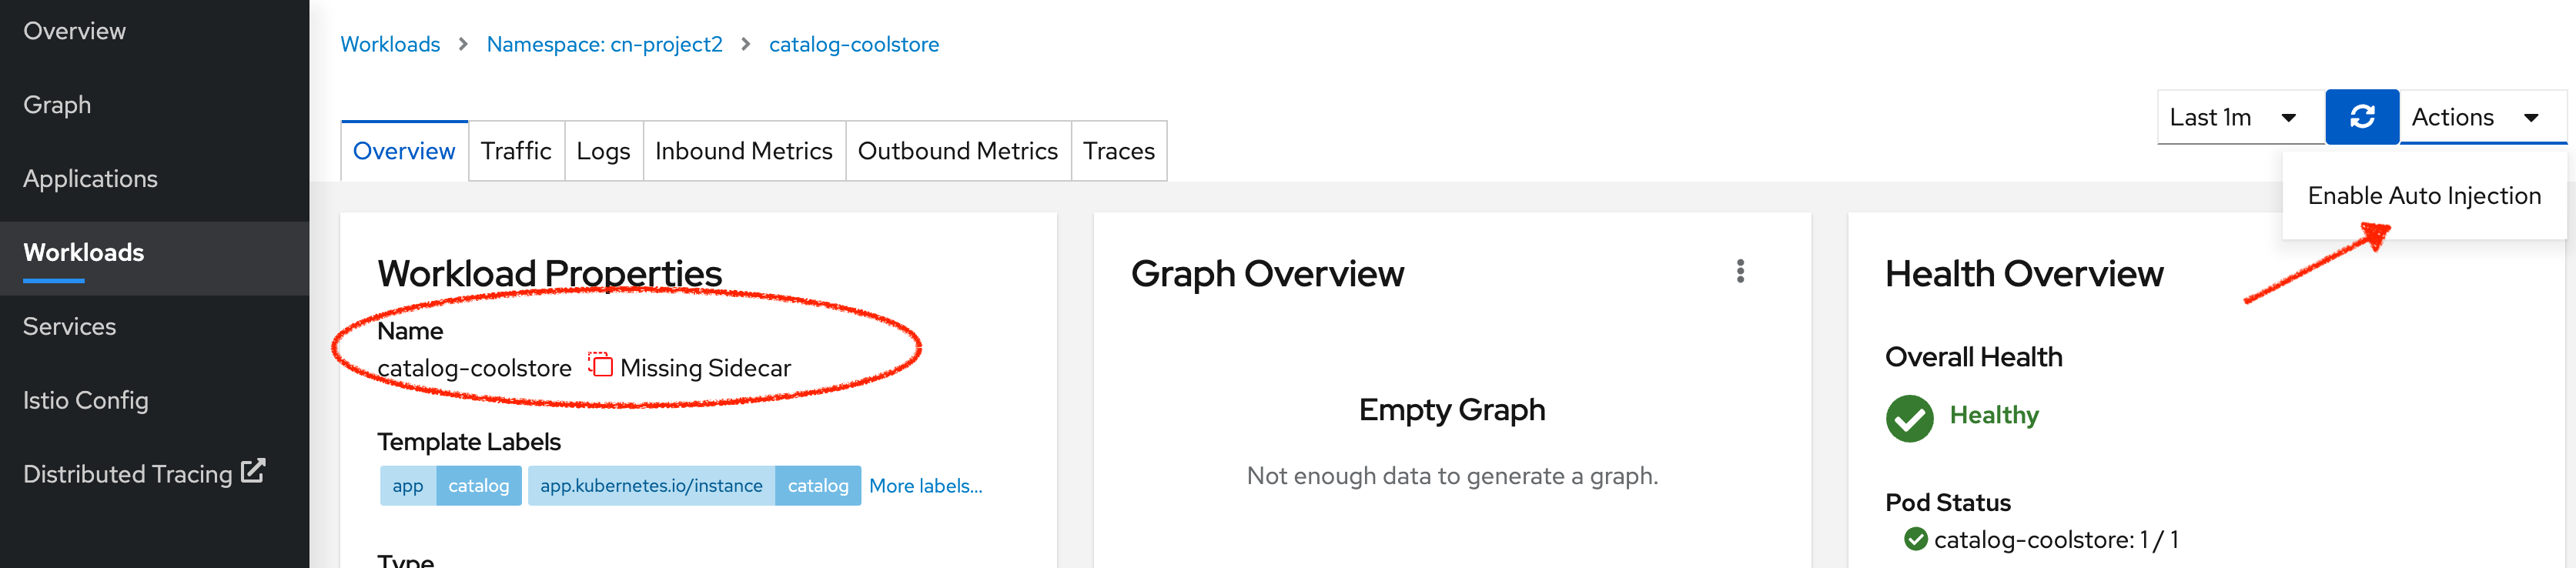 Overview
Graph
Applications
Workloads
Services
Istio Config
Distributed Tracing
Workloads > Namespace: cn-project2 > catalog-coolstore
Last 1m
Actions
Enable Auto Injection
Overview
Traffic
Logs
Inbound Metrics
Outbound Metrics
Traces
Workload Properties
Name
catalog-coolstore Missing Sidecar
Template Labels
app catalog app.kubernetes.io/instance catalog More labels...
Type
Graph Overview
Empty Graph
Not enough data to generate a graph.
Health Overview
Overall Health
Healthy
Pod Status
catalog-coolstore: 1 / 1